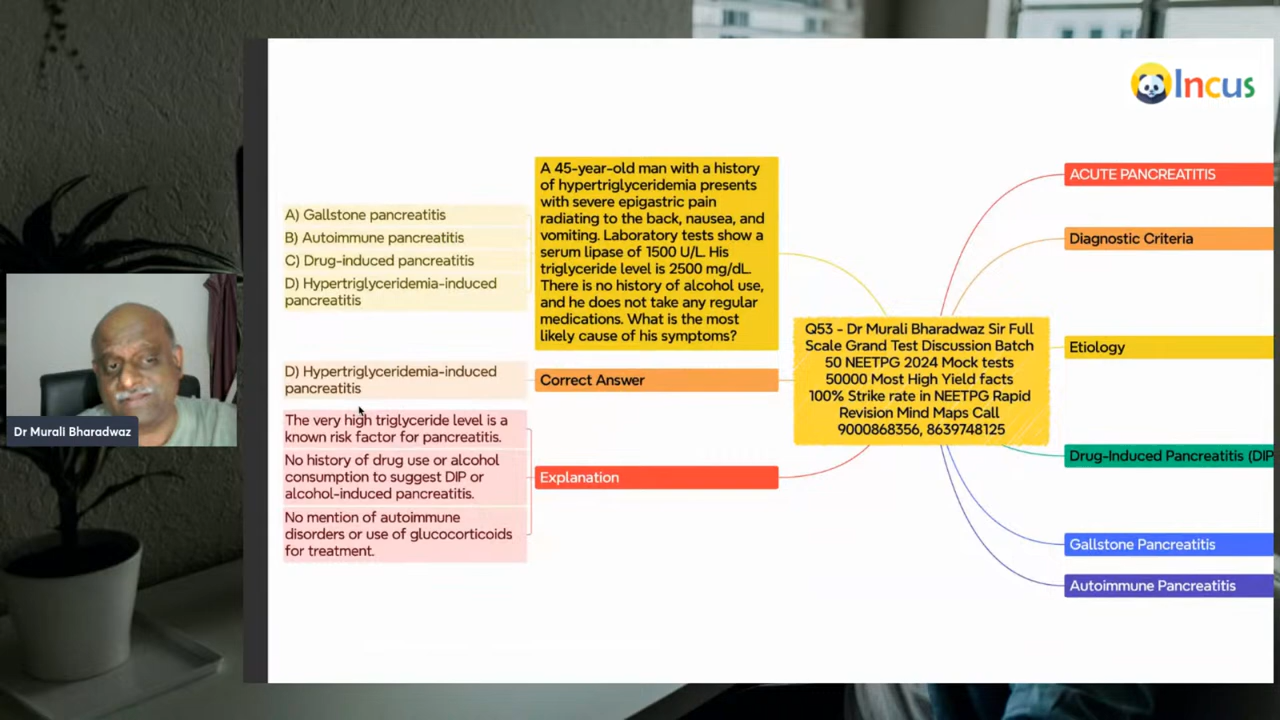 Incus
A) Gallstone pancreatitis
B) Autoimmune pancreatitis
C) Drug-induced pancreatitis
D) Hypertriglyceridemia-induced
pancreatitis
A 45-year-old man with a history
of hypertriglyceridemia presents
with severe epigastric pain
radiating to the back, nausea, and
vomiting. Laboratory tests show a
serum lipase of 1500 U/L. His
triglyceride level is 2500 mg/dL.
There is no history of alcohol use,
and he does not take any regular
medications. What is the most
likely cause of his symptoms?
D) Hypertriglyceridemia-induced
pancreatitis
Correct Answer
The very high triglyceride level is a
known risk factor for pancreatitis.
No history of drug use or alcohol
consumption to suggest DIP or
alcohol-induced pancreatitis.
No mention of autoimmune
disorders or use of glucocorticoids
for treatment.
Explanation
Q53 - Dr Murali Bharadwaz Sir Full
Scale Grand Test Discussion Batch
50 NEETPG 2024 Mock tests
50000 Most High Yield facts
100% Strike rate in NEETPG Rapid
Revision Mind Maps Call
9000868356, 8639748125
ACUTE PANCREATITIS
Diagnostic Criteria
Etiology
Drug-Induced Pancreatitis (DIP
Gallstone Pancreatitis
Autoimmune Pancreatitis
Dr Murali Bharadwaz